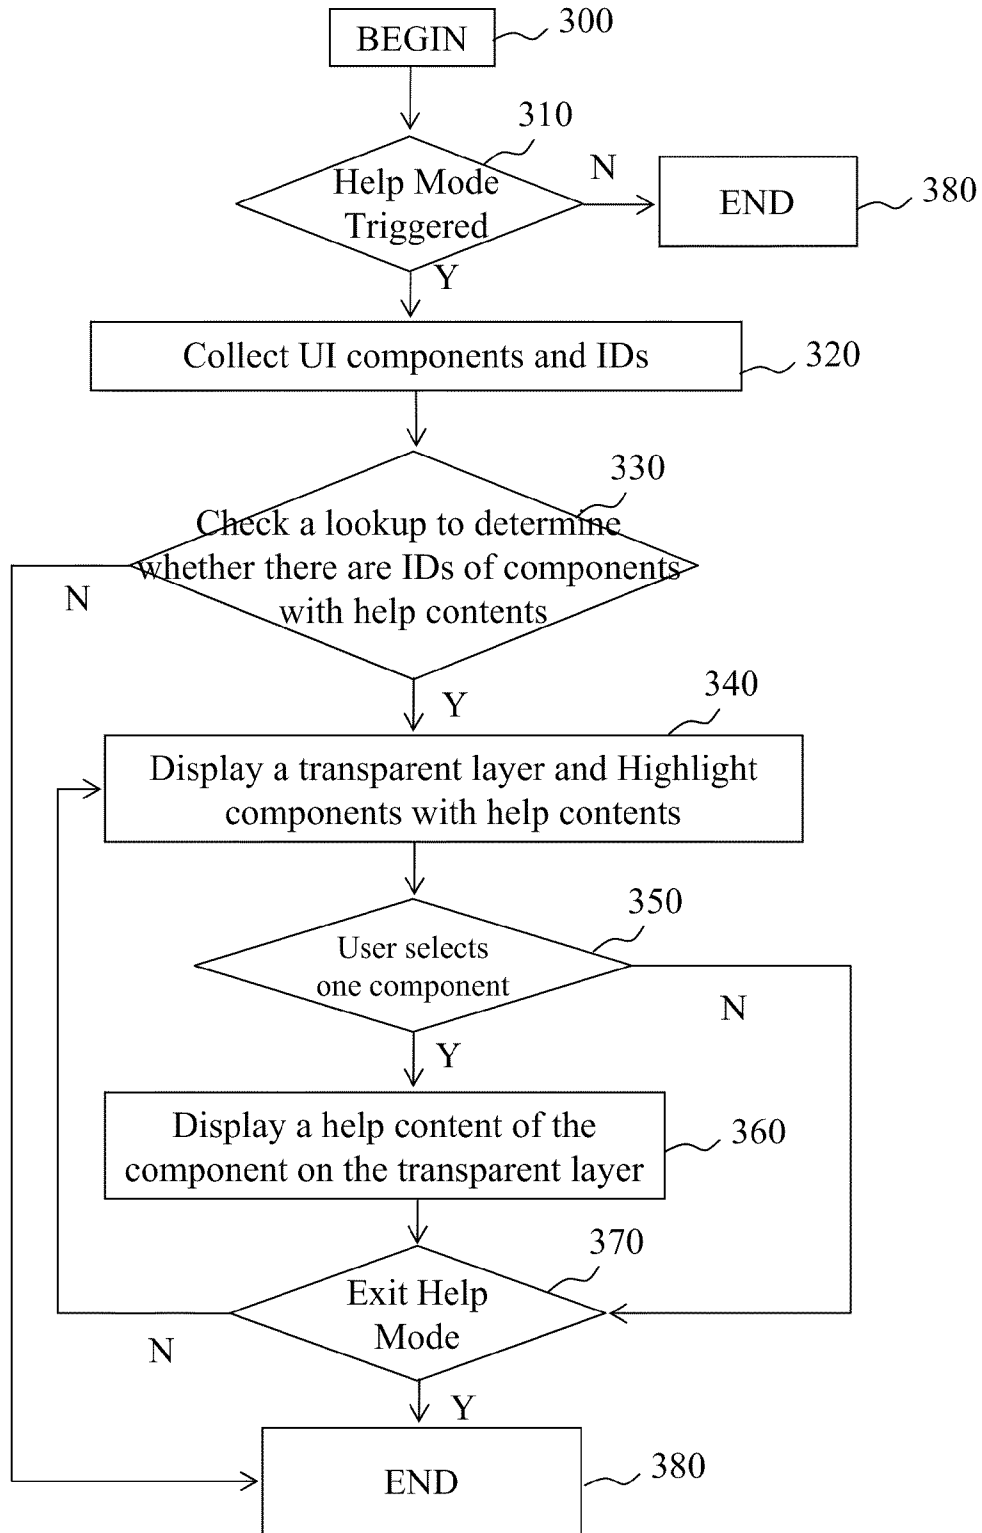 BEGIN
300
310
Help Mode
Triggered
N
END
380
Y
Collect UI components and IDs
320
330
Check a lookup to determine
whether there are IDs of components
with help contents
N
Y
340
Display a transparent layer and Highlight
components with help contents
350
User selects
one component
N
Y
Display a help content of the
component on the transparent layer
360
370
Exit Help
Mode
N
Y
END
380